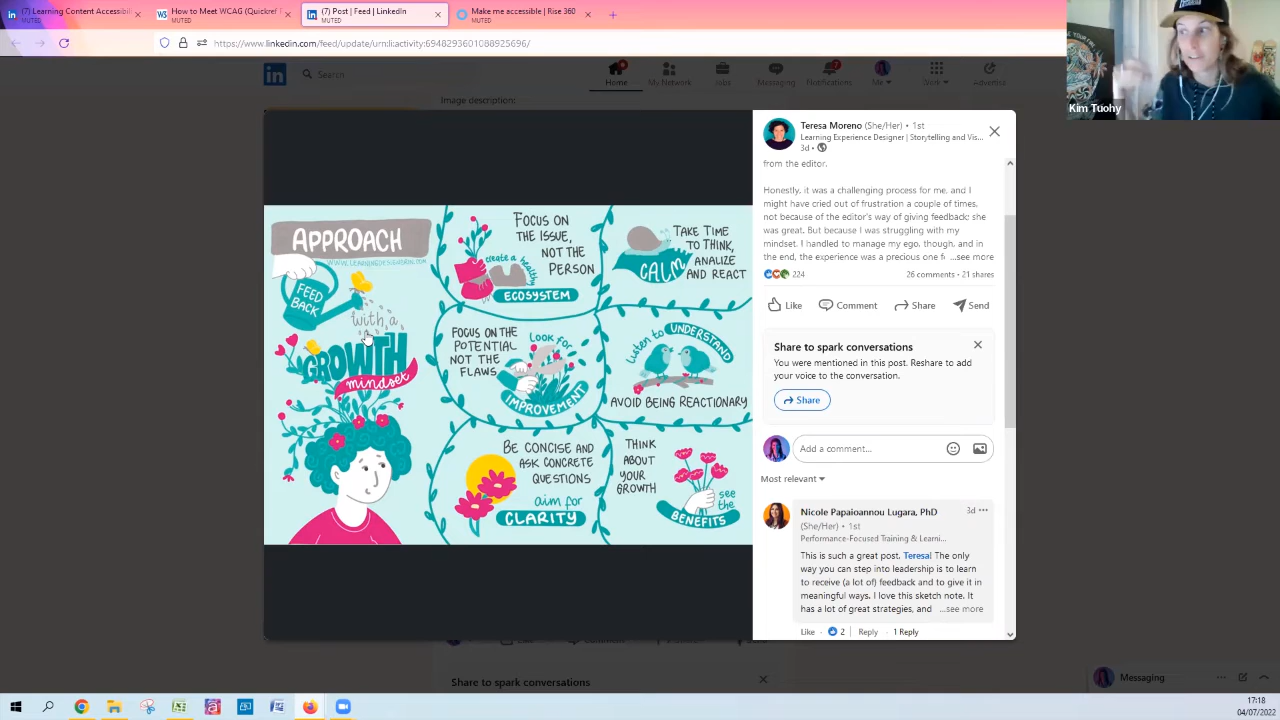 (7) Learning Content Accessibil
MUTED
How to Meet WCAG (Quickref
MUTED
(7) Post | Feed | LinkedIn
MUTED
Make me accessible | Rise 360
MUTED
https://www.linkedin.com/feed/update/urn:li:activity:6948293601088925696/
Kim Tuohy
in
Search
Home
My Network
Jobs
Messaging
Notifications
Me
Work
Advertise
Image description:
APPROACH
WWW.LEARNINGDESIGNBRAIN.COM
FEED
BACK
with a
GROWTH
mindset
FOCUS ON
THE ISSUE,
NOT THE
PERSON
create a healthy
ECOSYSTEM
TAKE TIME
TO THINK,
ANALIZE
AND REACT
CALM
FOCUS ON THE
POTENTIAL
NOT THE
FLAWS
Look for
IMPROVEMENT
Listen to UNDERSTAND
AVOID BEING REACTIONARY
BE CONCISE AND
ASK CONCRETE
QUESTIONS
aim for
CLARITY
THINK
ABOUT
YOUR
GROWTH
see
the
BENEFITS
Teresa Moreno (She/Her) • 1st
Learning Experience Designer | Storytelling and Vis...
3d •
from the editor.
Honestly, it was a challenging process for me, and I
might have cried out of frustration a couple of times,
not because of the editor's way of giving feedback; she
was great. But because I was struggling with my
mindset. I handled to manage my ego, though, and in
the end, the experience was a precious one f ...see more
224
26 comments • 21 shares
Like
Comment
Share
Send
Share to spark conversations
You were mentioned in this post. Reshare to add
your voice to the conversation.
Share
Add a comment...
Most relevant
Nicole Papaioannou Lugara, PhD
3d ...
(She/Her) • 1st
Performance-Focused Training & Learni...
This is such a great post, Teresa! The only
way you can step into leadership is to learn
to receive (a lot of) feedback and to give it in
meaningful ways. I love this sketch note. It
has a lot of great strategies, and ...see more
Like
2
Reply
1 Reply
Share to spark conversations
Messaging
17:18
04/07/2022